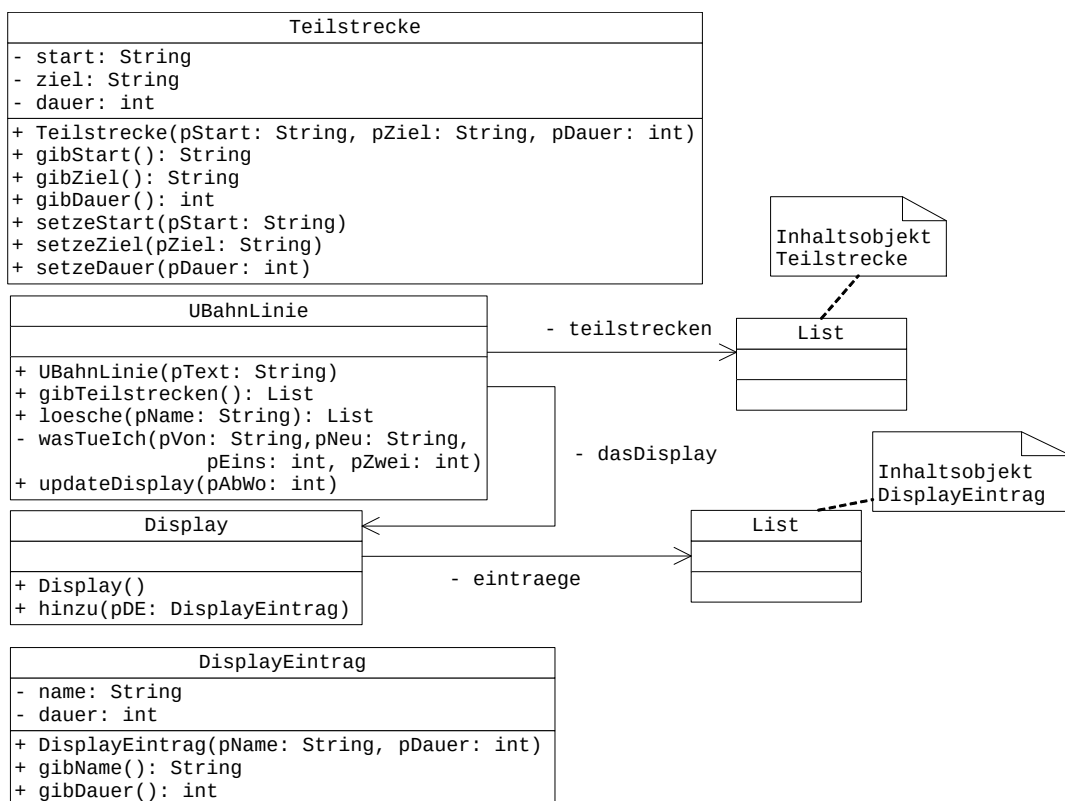 Teilstrecke
- start: String
- ziel: String
- dauer: int
+ Teilstrecke(pStart: String, pZiel: String, pDauer: int)
+ gibStart(): String
+ gibZiel(): String
+ gibDauer(): int
+ setzeStart(pStart: String)
+ setzeZiel(pZiel: String)
+ setzeDauer(pDauer: int)
Inhaltsobjekt
Teilstrecke
UBahnLinie
+ UBahnLinie(pText: String)
+ gibTeilstrecken(): List
+ loesche(pName: String): List
- wasTueIch(pVon: String,pNeu: String,
pEins: int, pZwei: int)
+ updateDisplay(pAbWo: int)
- teilstrecken
List
- dasDisplay
Inhaltsobjekt
DisplayEintrag
Display
+ Display()
+ hinzu(pDE: DisplayEintrag)
- eintraege
List
DisplayEintrag
- name: String
- dauer: int
+ DisplayEintrag(pName: String, pDauer: int)
+ gibName(): String
+ gibDauer(): int